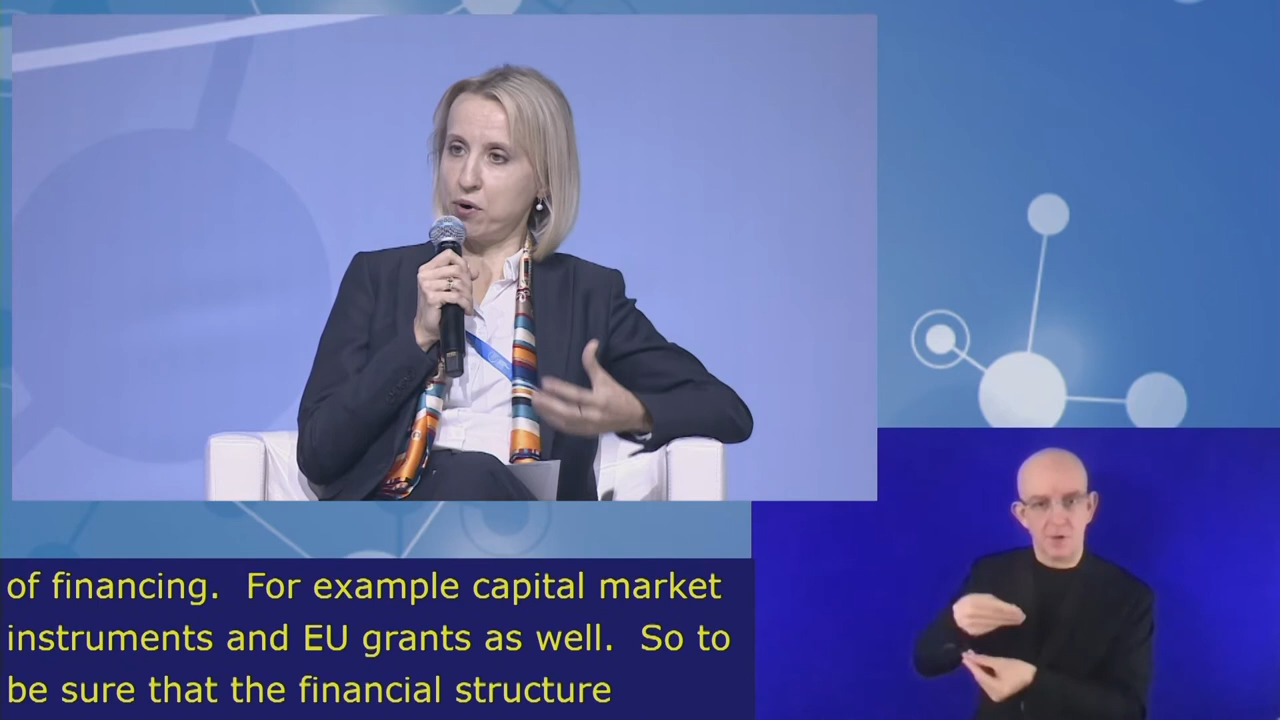 of financing.  For example capital market
instruments and EU grants as well.  So to
be sure that the financial structure